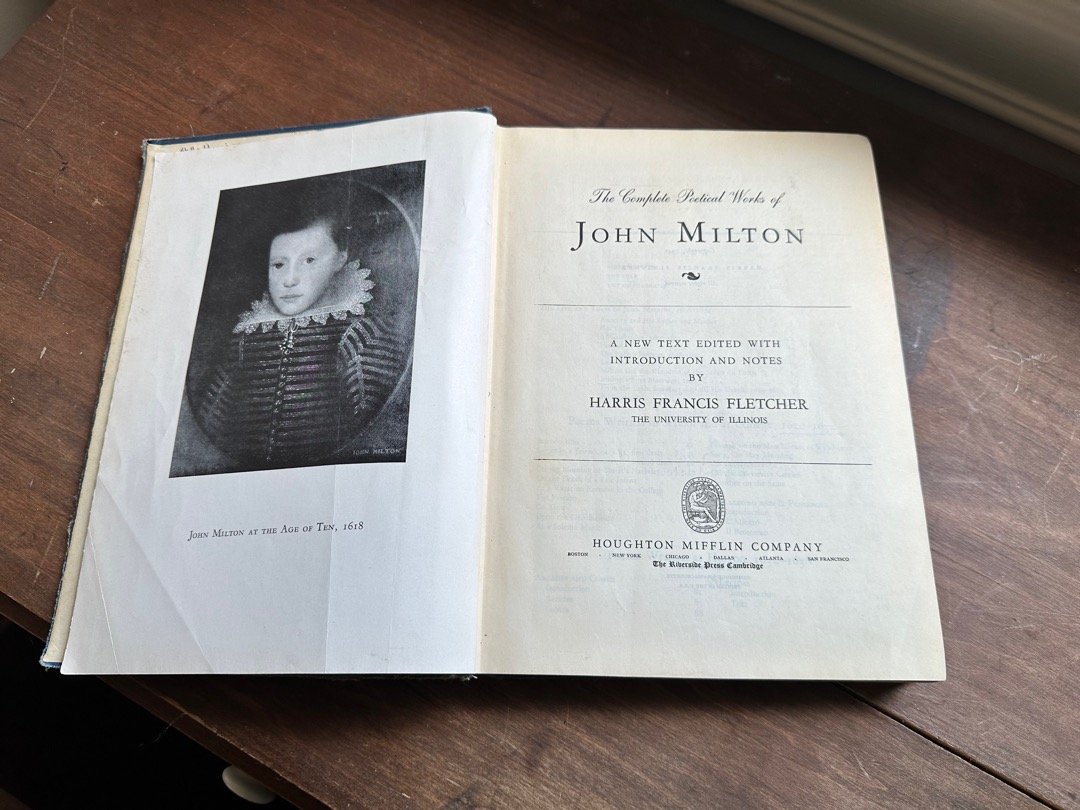 JOHN MILTON
John Milton at the Age of Ten, 1618
The Complete Poetical Works of
John Milton
A NEW TEXT EDITED WITH
INTRODUCTION AND NOTES
BY
HARRIS FRANCIS FLETCHER
THE UNIVERSITY OF ILLINOIS
HOUGHTON MIFFLIN COMPANY
BOSTON · NEW YORK · CHICAGO · DALLAS · ATLANTA · SAN FRANCISCO
The Riverside Press Cambridge